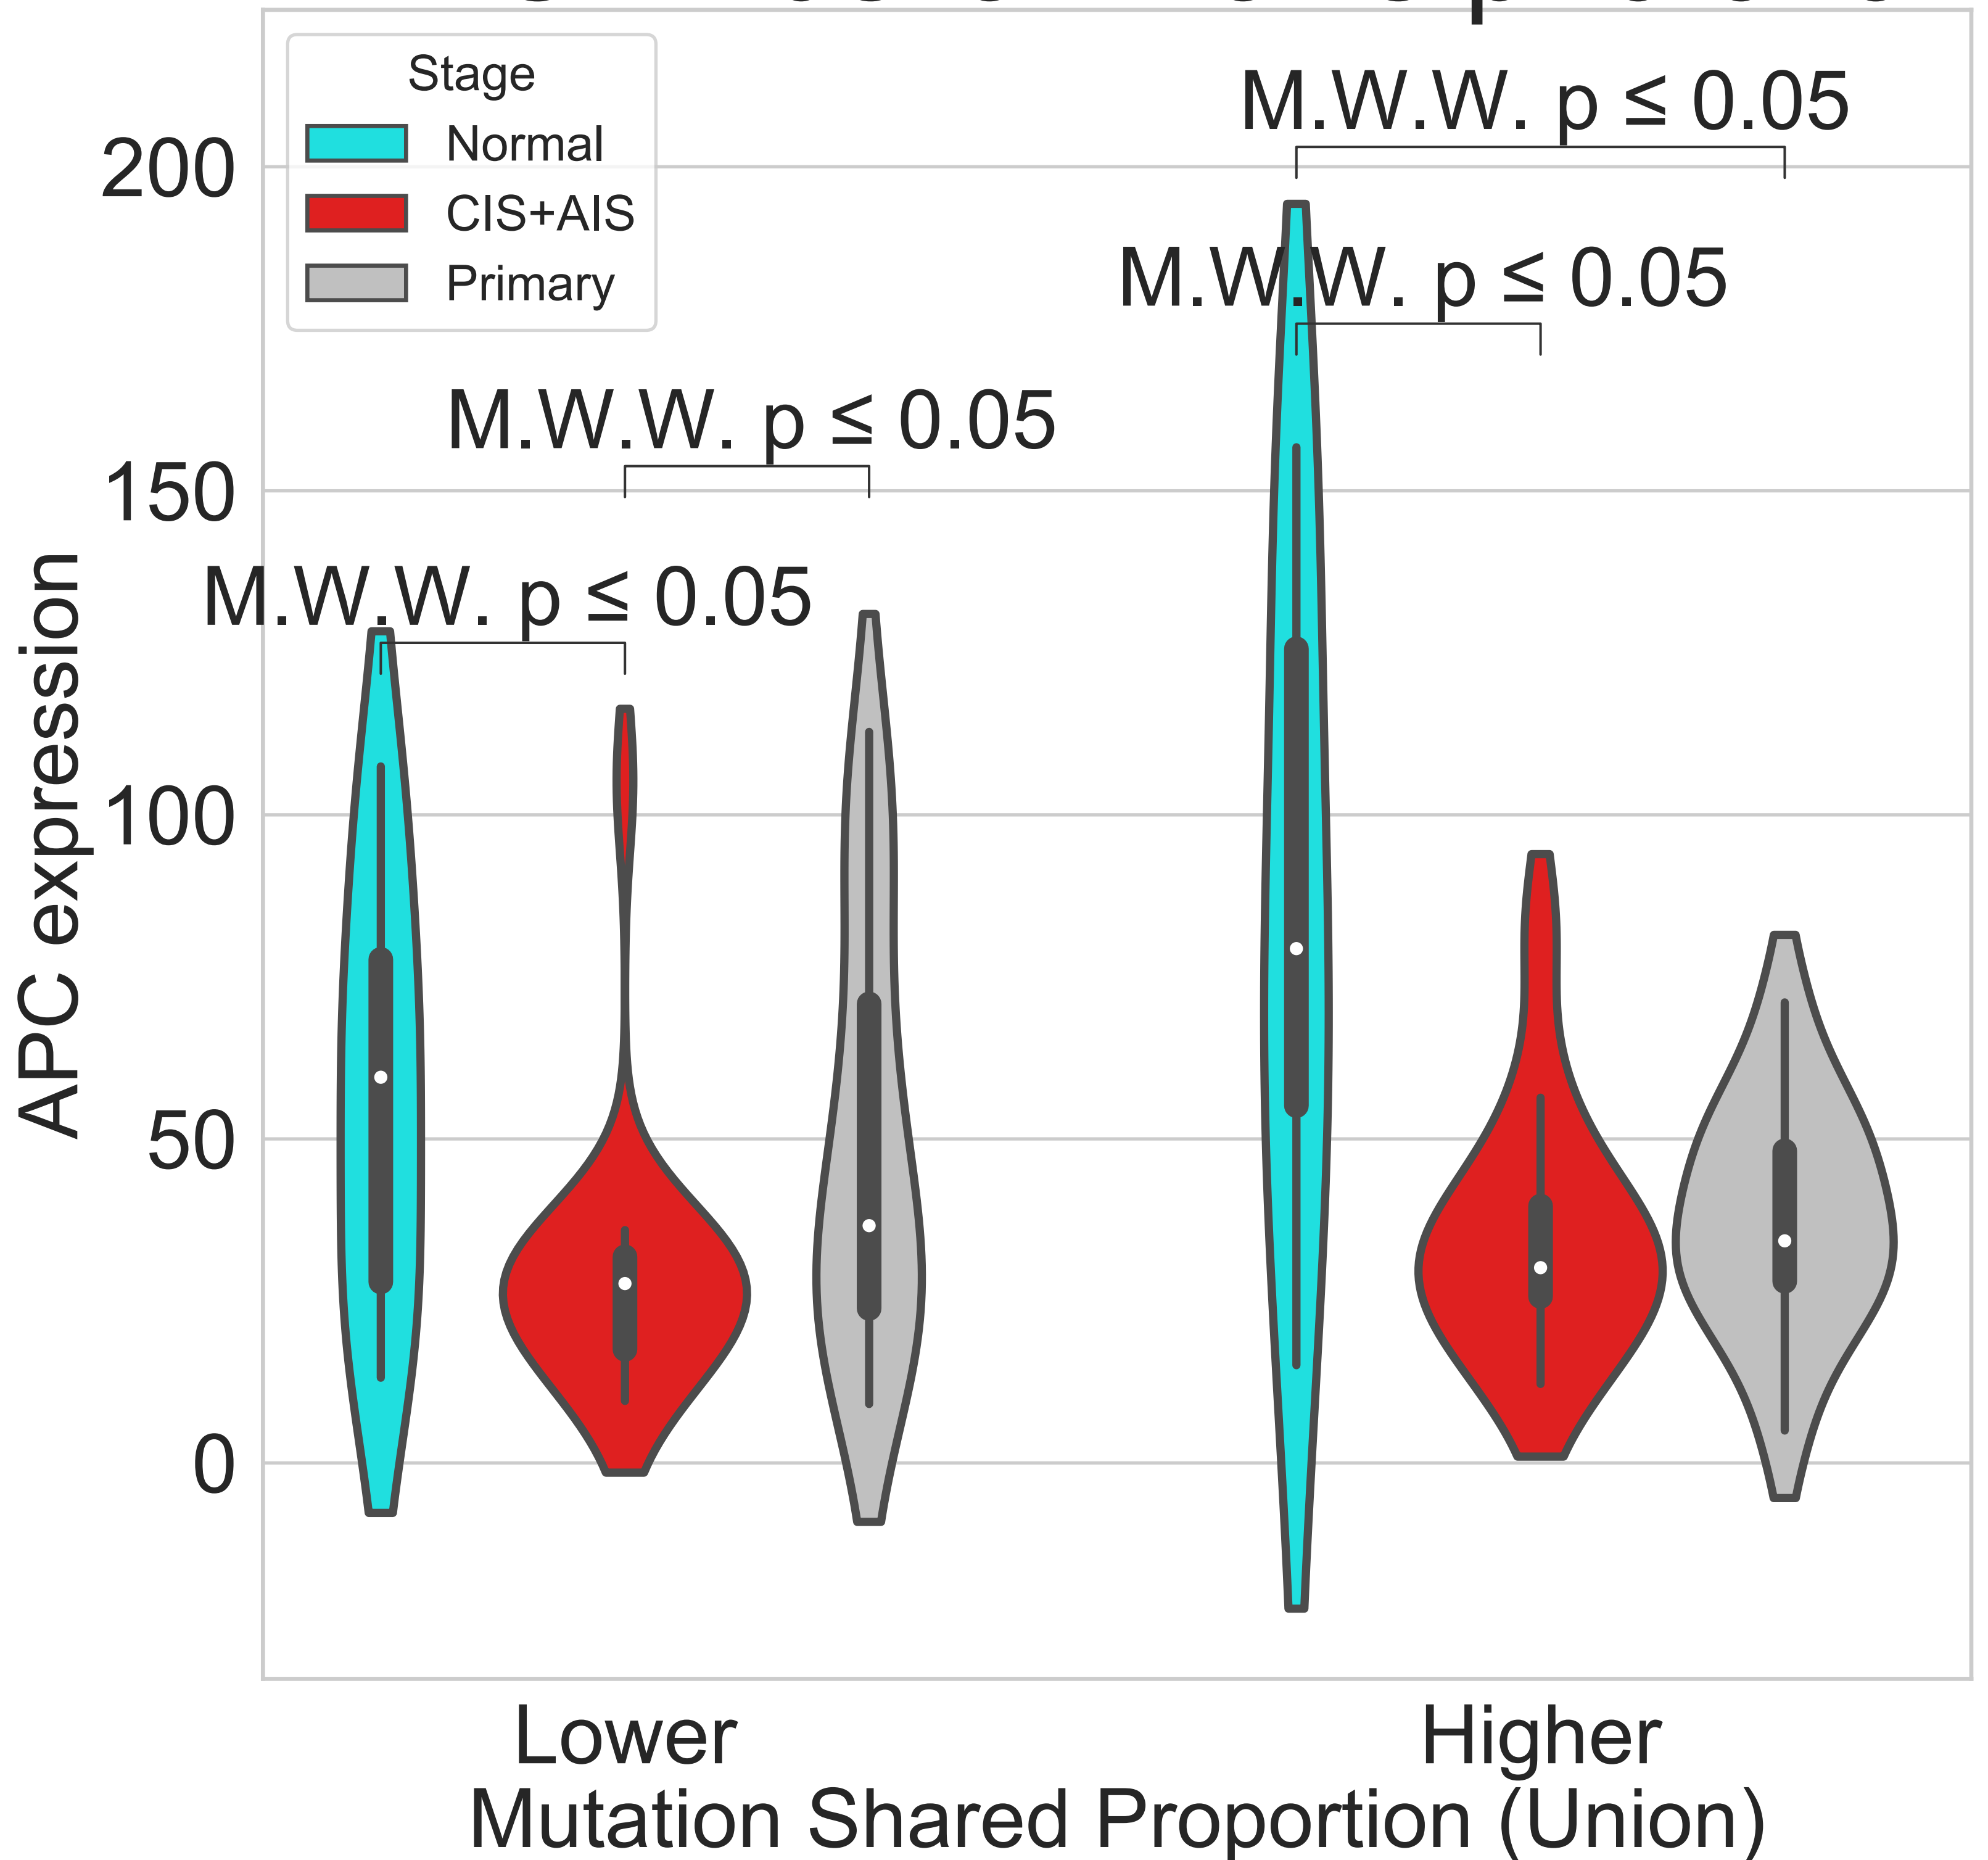 Stage
Normal
CIS+AIS
Primary
M.W.W. p ≤ 0.05
M.W.W. p ≤ 0.05
M.W.W. p ≤ 0.05
M.W.W. p ≤ 0.05
200
150
100
50
0
APC expression
Lower
Higher
Mutation Shared Proportion (Union)